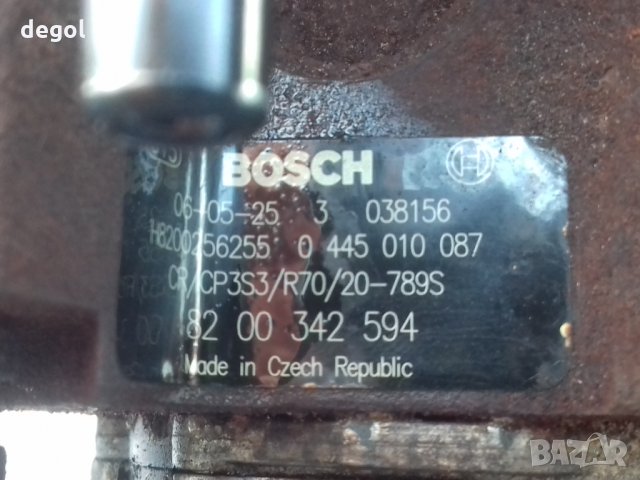 degol
BOSCH
06-05-25 3 038156
H8200256255 0 445 010 087
CR/CP3S3/R70/20-789S
82 00 342 594
Made in Czech Republic
BAZAR